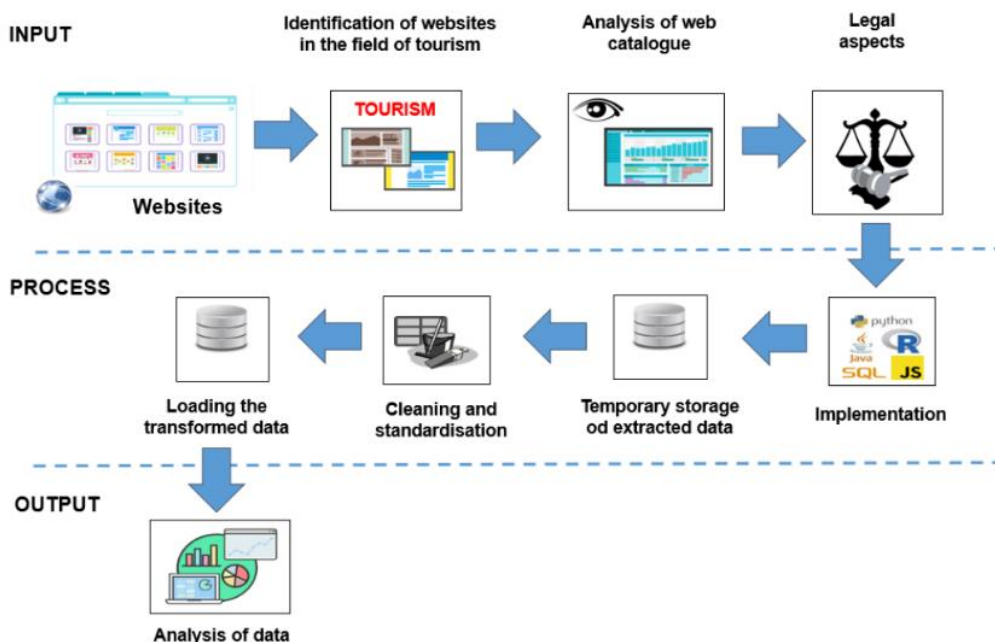 INPUT
Identification of websites
in the field of tourism
Analysis of web
catalogue
Legal
aspects
TOURISM
Websites
PROCESS
python
Java
R
SQL
JS
Loading the
transformed data
Cleaning and
standardisation
Temporary storage
od extracted data
Implementation
OUTPUT
Analysis of data